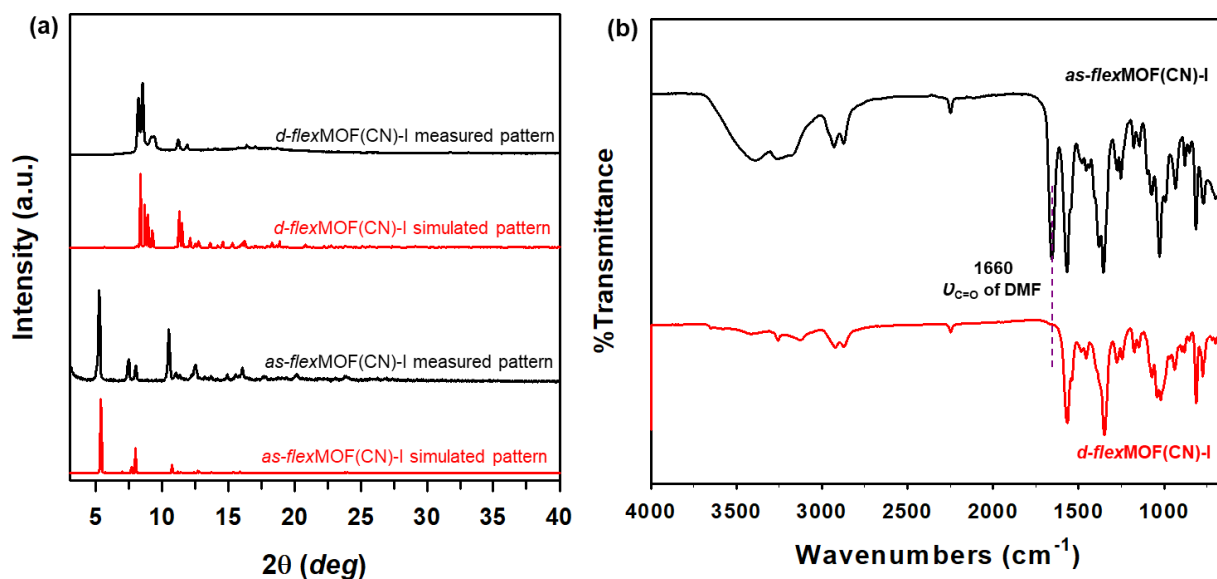 (a)
Intensity (a.u.)
d-flexMOF(CN)-I measured pattern
d-flexMOF(CN)-I simulated pattern
as-flexMOF(CN)-I measured pattern
as-flexMOF(CN)-I simulated pattern
5 10 15 20 25 30 35 40
2θ (deg)
(b)
%Transmittance
as-flexMOF(CN)-I
1660
υC=O of DMF
d-flexMOF(CN)-I
4000 3500 3000 2500 2000 1500 1000
Wavenumbers (cm⁻¹)